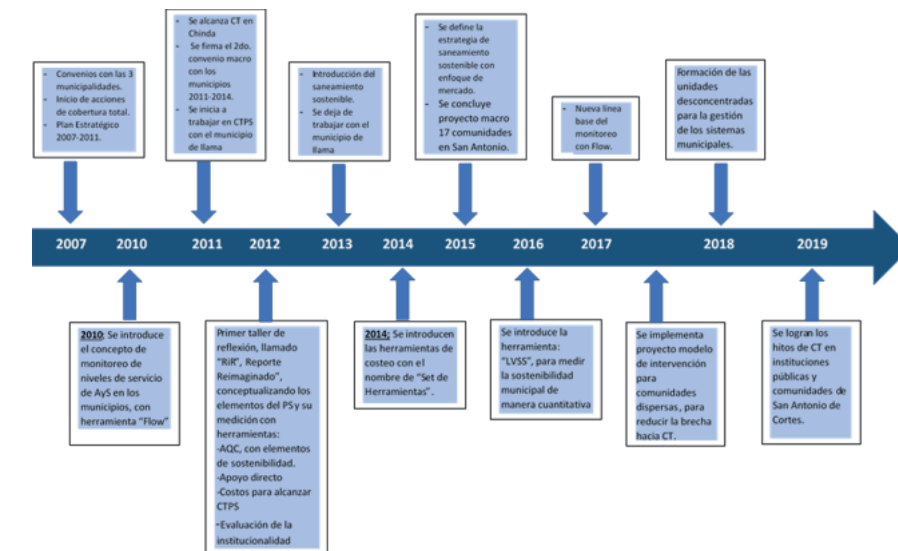 - Convenios con las 3
municipalidades.
- Inicio de acciones
de cobertura total.
- Plan Estratégico
2007-2011.
- Se alcanza CT en
Chinda
- Se firma el 2do.
convenio macro
con los
municipios
2011-2014.
- Se inicia a
trabajar en CTPS
con el municipio
de Ilama
- Introducción del
saneamiento
sostenible.
- Se deja de
trabajar con el
municipio de
Ilama
- Se define la
estrategia de
saneamiento
sostenible con
enfoque de
mercado.
- Se concluye
proyecto macro
17 comunidades
en San Antonio.
- Nueva línea
base del
monitoreo
con Flow.
Formación de las
unidades
desconcentradas
para la gestión
de los sistemas
municipales.
2007 2010 2011 2012 2013 2014 2015 2016 2017 2018 2019
2010; Se introduce
el concepto de
monitoreo de
niveles de servicio
de AyS en los
municipios, con
herramienta "Flow"
Primer taller de
reflexión, llamado
"RiR", Reporte
Reimaginado",
conceptualizando los
elementos del PS y su
medición con
herramientas:
-AQC, con elementos
de sostenibilidad.
-Apoyo directo
-Costos para alcanzar
CTPS
-Evaluación de la
institucionalidad
2014; Se introducen
las herramientas de
costeo con el
nombre de "Set de
Herramientas".
Se introduce la
herramienta:
"LVSS", para medir
la sostenibilidad
municipal de
manera cuantitativa
Se implementa
proyecto modelo
de intervención
para
comunidades
dispersas, para
reducir la brecha
hacia CT.
Se logran los
hitos de CT en
instituciones
públicas y
comunidades de
San Antonio de
Cortes.